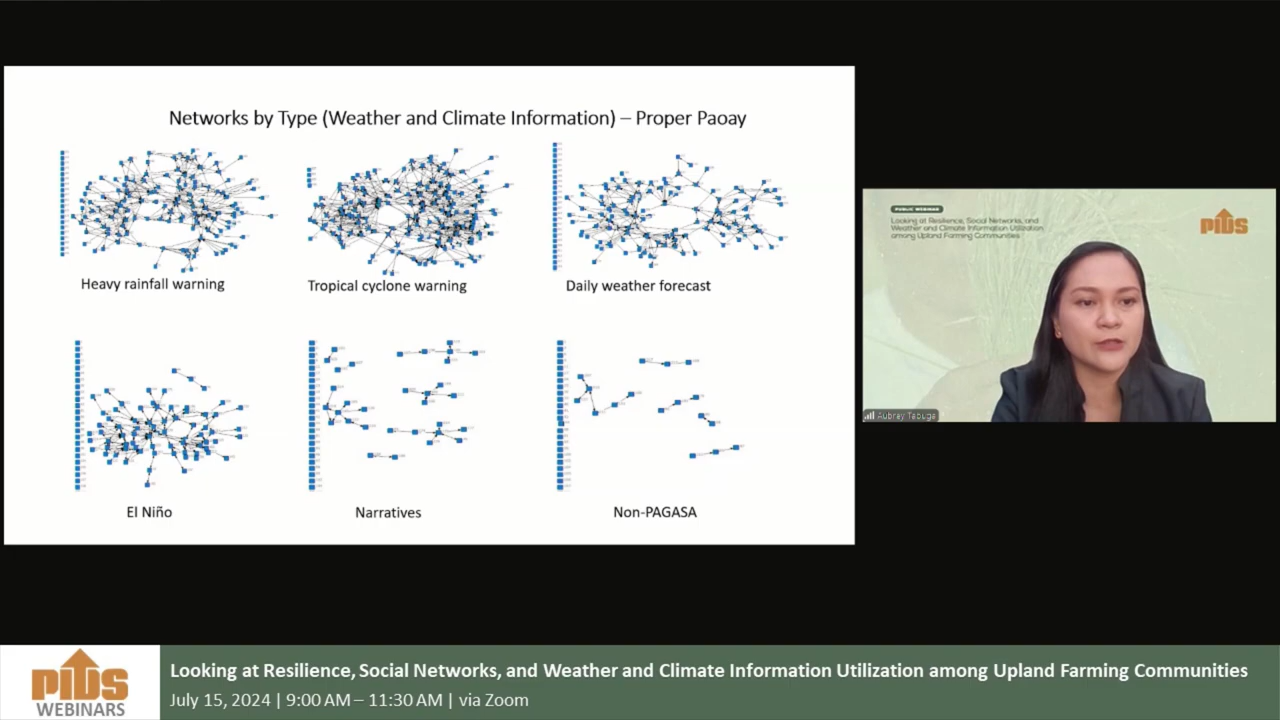 Networks by Type (Weather and Climate Information) – Proper Paoay
Heavy rainfall warning
Tropical cyclone warning
Daily weather forecast
El Niño
Narratives
Non-PAGASA
PUBLIC WEBINAR
Looking at Resilience, Social Networks, and
Weather and Climate Information Utilization
among Upland Farming Communities
PIDS
Aubrey Tabuga
PIDS
WEBINARS
Looking at Resilience, Social Networks, and Weather and Climate Information Utilization among Upland Farming Communities
July 15, 2024 | 9:00 AM – 11:30 AM | via Zoom